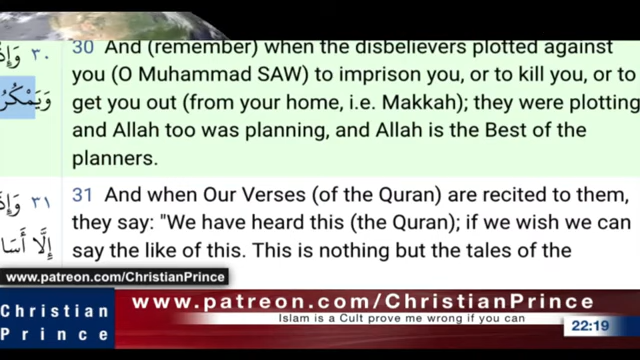 ٣٠ وَإِذْ
30 And (remember) when the disbelievers plotted against
you (O Muhammad SAW) to imprison you, or to kill you, or to
وَيَمْكُرُ
get you out (from your home, i.e. Makkah); they were plotting
and Allah too was planning, and Allah is the Best of the
planners.
٣١
31 And when Our Verses (of the Quran) are recited to them,
they say: "We have heard this (the Quran); if we wish we can
إِلَّا
say the like of this. This is nothing but the tales of the
www.patreon.com/ChristianPrince
Christian
Prince
www.patreon.com/ChristianPrince
Islam is a Cult prove me wrong if you can
22:19